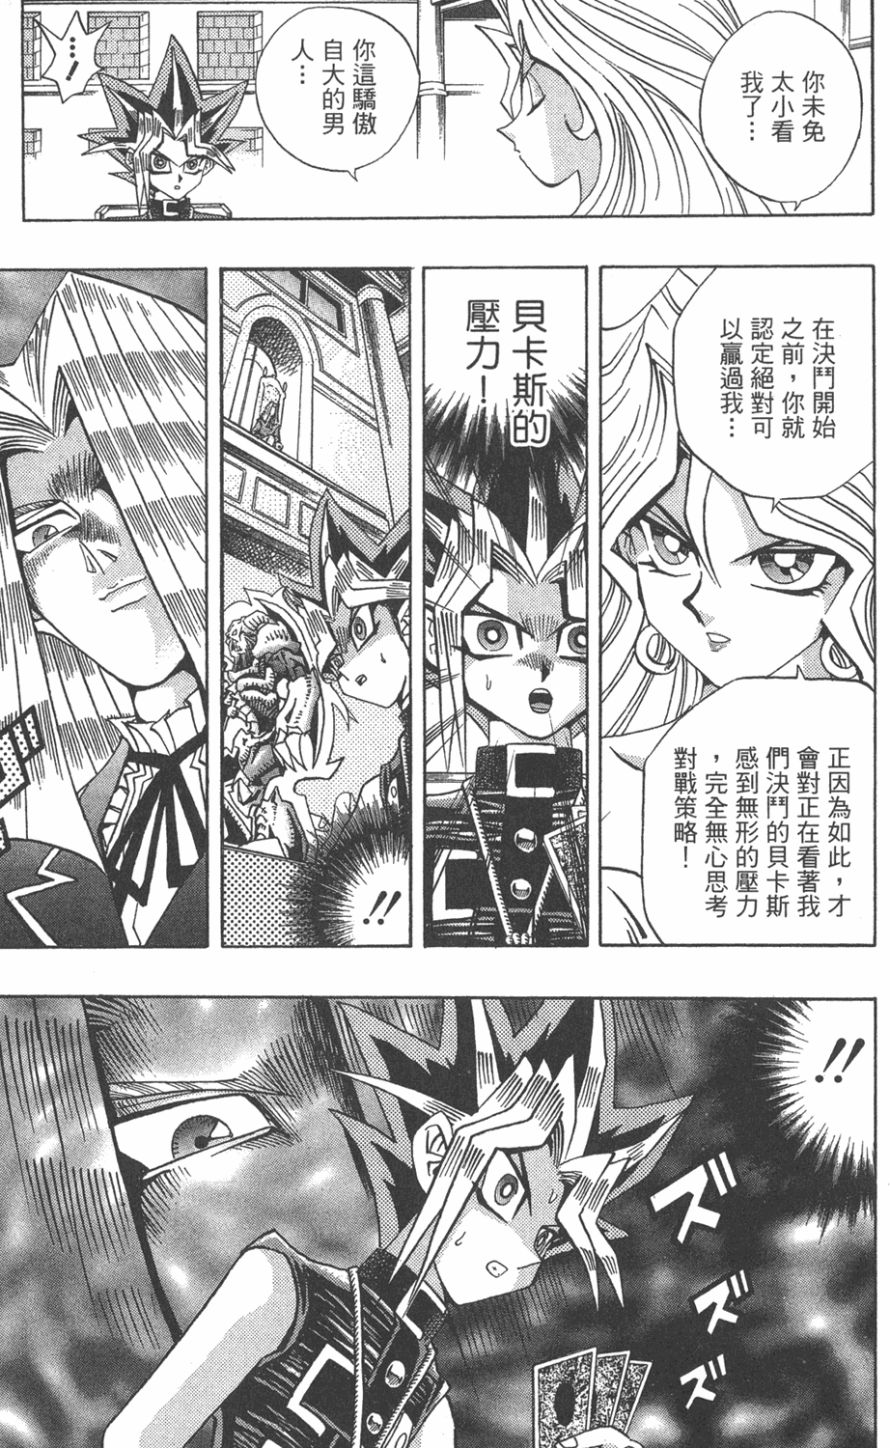 你未免
太小看
我了…
你這驕傲
自大的男
人…
…！
在決鬥開始
之前，你就
認定絕對可
以贏過我…
正因為如此，才
會對正在看著我
們決鬥的貝卡斯
感到無形的壓力
，完全無心思考
對戰策略！
貝卡斯的
壓力！
!!
!!
ズ
ズ
ズ